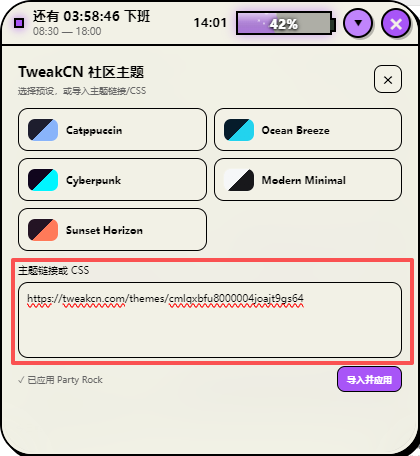 还有 03:58:46 下班
08:30 — 18:00
14:01
42%
TweakCN 社区主题
选择预设，或导入主题链接/CSS
Catppuccin
Ocean Breeze
Cyberpunk
Modern Minimal
Sunset Horizon
主题链接或 CSS
https://tweakcn.com/themes/cmlqxbfu8000004joajt9gs64
✓ 已应用 Party Rock
导入并应用